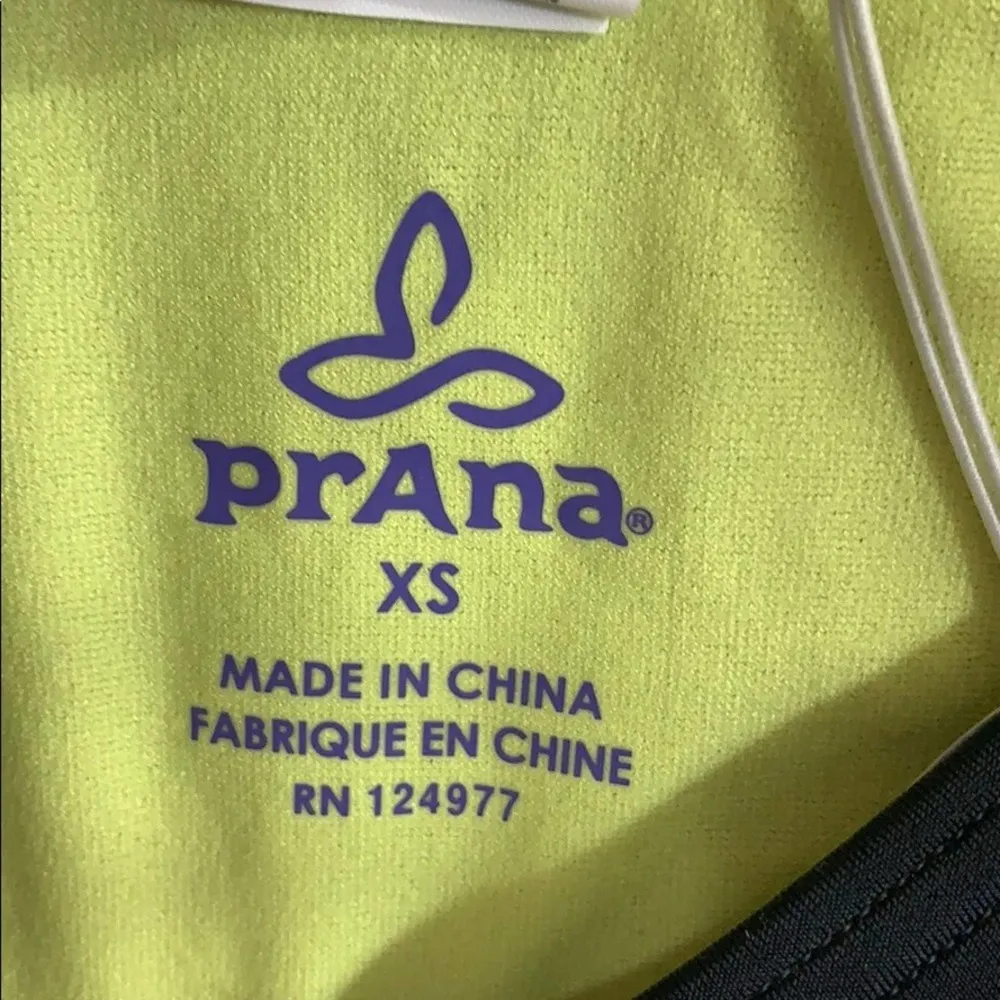 prAna®
XS
MADE IN CHINA
FABRIQUE EN CHINE
RN 124977